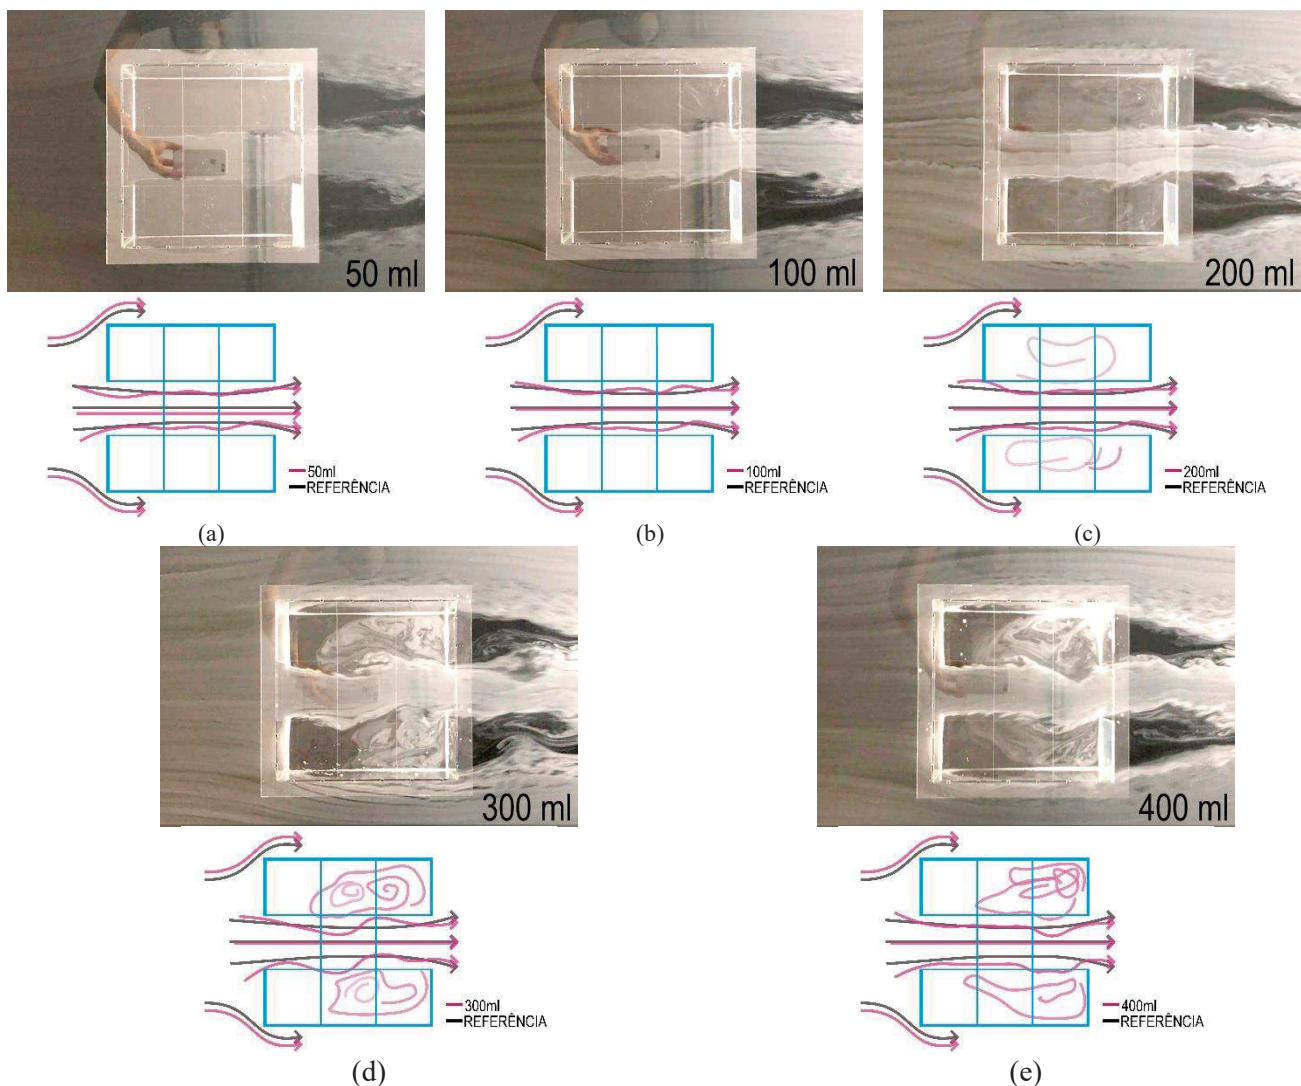 50 ml
100 ml
200 ml
50ml
REFERÊNCIA
100ml
REFERÊNCIA
200ml
REFERÊNCIA
(a)
(b)
(c)
300 ml
400 ml
300ml
REFERÊNCIA
400ml
REFERÊNCIA
(d)
(e)